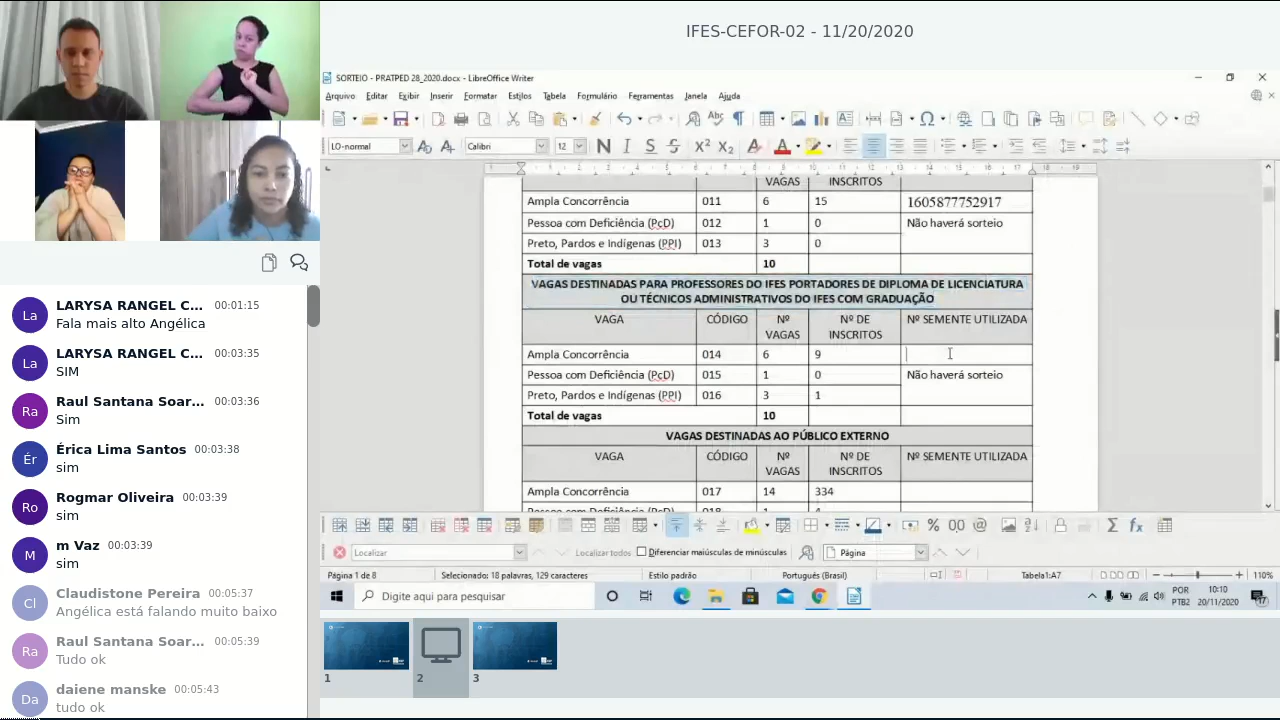 IFES-CEFOR-02 - 11/20/2020
LARYSA RANGEL C... 00:01:15
Fala mais alto Angélica
LARYSA RANGEL C... 00:03:35
SIM
Raul Santana Soar... 00:03:36
Sim
Érica Lima Santos 00:03:38
sim
Rogmar Oliveira 00:03:39
sim
m Vaz 00:03:39
sim
Claudistone Pereira 00:05:37
Angélica está falando muito baixo
Raul Santana Soar... 00:05:39
Tudo ok
daiene manske 00:05:43
tudo ok
La
La
Ra
Ér
Ro
M
Cl
Ra
Da
SORTEIO - PRATPED 28_2020.docx - LibreOffice Writer
Arquivo Editar Exibir Inserir Formatar Estilos Tabela Formulário Ferramentas Janela Ajuda
LO-normal Calibri 12 N I S S X² X₂
VAGAS INSCRITOS
Ampla Concorrência 011 6 15 1605877752917
Pessoa com Deficiência (PcD) 012 1 0 Não haverá sorteio
Preto, Pardos e Indígenas (PPI) 013 3 0
Total de vagas 10
VAGAS DESTINADAS PARA PROFESSORES DO IFES PORTADORES DE DIPLOMA DE LICENCIATURA
OU TÉCNICOS ADMINISTRATIVOS DO IFES COM GRADUAÇÃO
VAGA CÓDIGO Nº VAGAS Nº DE INSCRITOS Nº SEMENTE UTILIZADA
Ampla Concorrência 014 6 9
Pessoa com Deficiência (PcD) 015 1 0 Não haverá sorteio
Preto, Pardos e Indígenas (PPI) 016 3 1
Total de vagas 10
VAGAS DESTINADAS AO PÚBLICO EXTERNO
VAGA CÓDIGO Nº VAGAS Nº DE INSCRITOS Nº SEMENTE UTILIZADA
Ampla Concorrência 017 14 334
Localizar Localizar todos Diferenciar maiúsculas de minúsculas Página
Página 1 de 8 Selecionado: 18 palavras, 129 caracteres Estilo padrão Português (Brasil) Tabela1:A7 110%
Digite aqui para pesquisar
POR
PTB2
10:10
20/11/2020
1
2
3